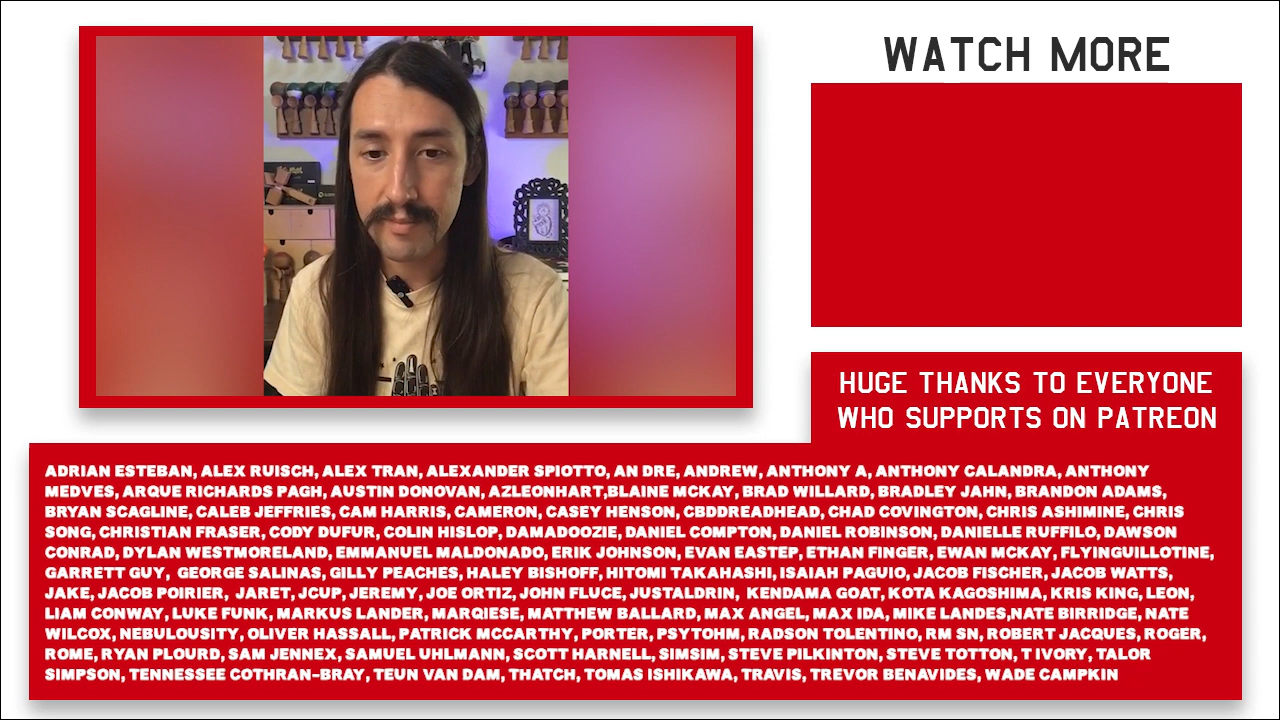 WATCH MORE
HUGE THANKS TO EVERYONE
WHO SUPPORTS ON PATREON
ADRIAN ESTEBAN, ALEX RUISCH, ALEX TRAN, ALEXANDER SPIOTTO, AN DRE, ANDREW, ANTHONY A, ANTHONY CALANDRA, ANTHONY
MEDVES, ARQUE RICHARDS PAGH, AUSTIN DONOVAN, AZLEONHART,BLAINE MCKAY, BRAD WILLARD, BRADLEY JAHN, BRANDON ADAMS,
BRYAN SCAGLINE, CALEB JEFFRIES, CAM HARRIS, CAMERON, CASEY HENSON, CBDDREADHEAD, CHAD COVINGTON, CHRIS ASHIMINE, CHRIS
SONG, CHRISTIAN FRASER, CODY DUFUR, COLIN HISLOP, DAMADOOZIE, DANIEL COMPTON, DANIEL ROBINSON, DANIELLE RUFFILO, DAWSON
CONRAD, DYLAN WESTMORELAND, EMMANUEL MALDONADO, ERIK JOHNSON, EVAN EASTEP, ETHAN FINGER, EWAN MCKAY, FLYINGUILLOTINE,
GARRETT GUY,  GEORGE SALINAS, GILLY PEACHES, HALEY BISHOFF, HITOMI TAKAHASHI, ISAIAH PAGUIO, JACOB FISCHER, JACOB WATTS,
JAKE, JACOB POIRIER,  JARET, JCUP, JEREMY, JOE ORTIZ, JOHN FLUCE, JUSTALDRIN,  KENDAMA GOAT, KOTA KAGOSHIMA, KRIS KING, LEON,
LIAM CONWAY, LUKE FUNK, MARKUS LANDER, MARQIESE, MATTHEW BALLARD, MAX ANGEL, MAX IDA, MIKE LANDES,NATE BIRRIDGE, NATE
WILCOX, NEBULOUSITY, OLIVER HASSALL, PATRICK MCCARTHY, PORTER, PSYTOHM, RADSON TOLENTINO, RM SN, ROBERT JACQUES, ROGER,
ROME, RYAN PLOURD, SAM JENNEX, SAMUEL UHLMANN, SCOTT HARNELL, SIMSIM, STEVE PILKINTON, STEVE TOTTON, T IVORY, TALOR
SIMPSON, TENNESSEE COTHRAN-BRAY, TEUN VAN DAM, THATCH, TOMAS ISHIKAWA, TRAVIS, TREVOR BENAVIDES, WADE CAMPKIN